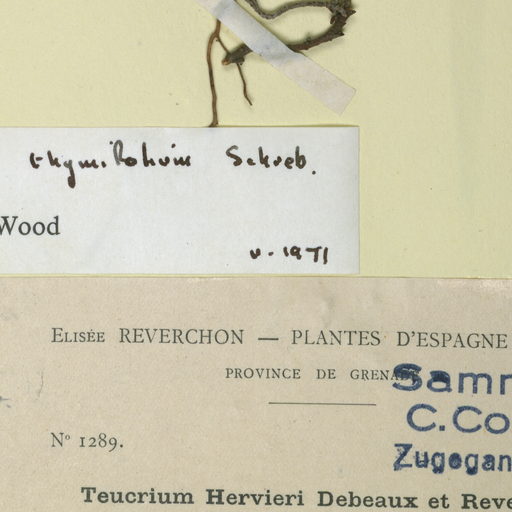 thymifolium Schreb.
Wood
v. 1971
Elisée REVERCHON — PLANTES D'ESPAGNE
PROVINCE DE GRENA
Samm
C.Co
Nº 1289.
Zugegan
Teucrium Hervieri Debeaux et Reve